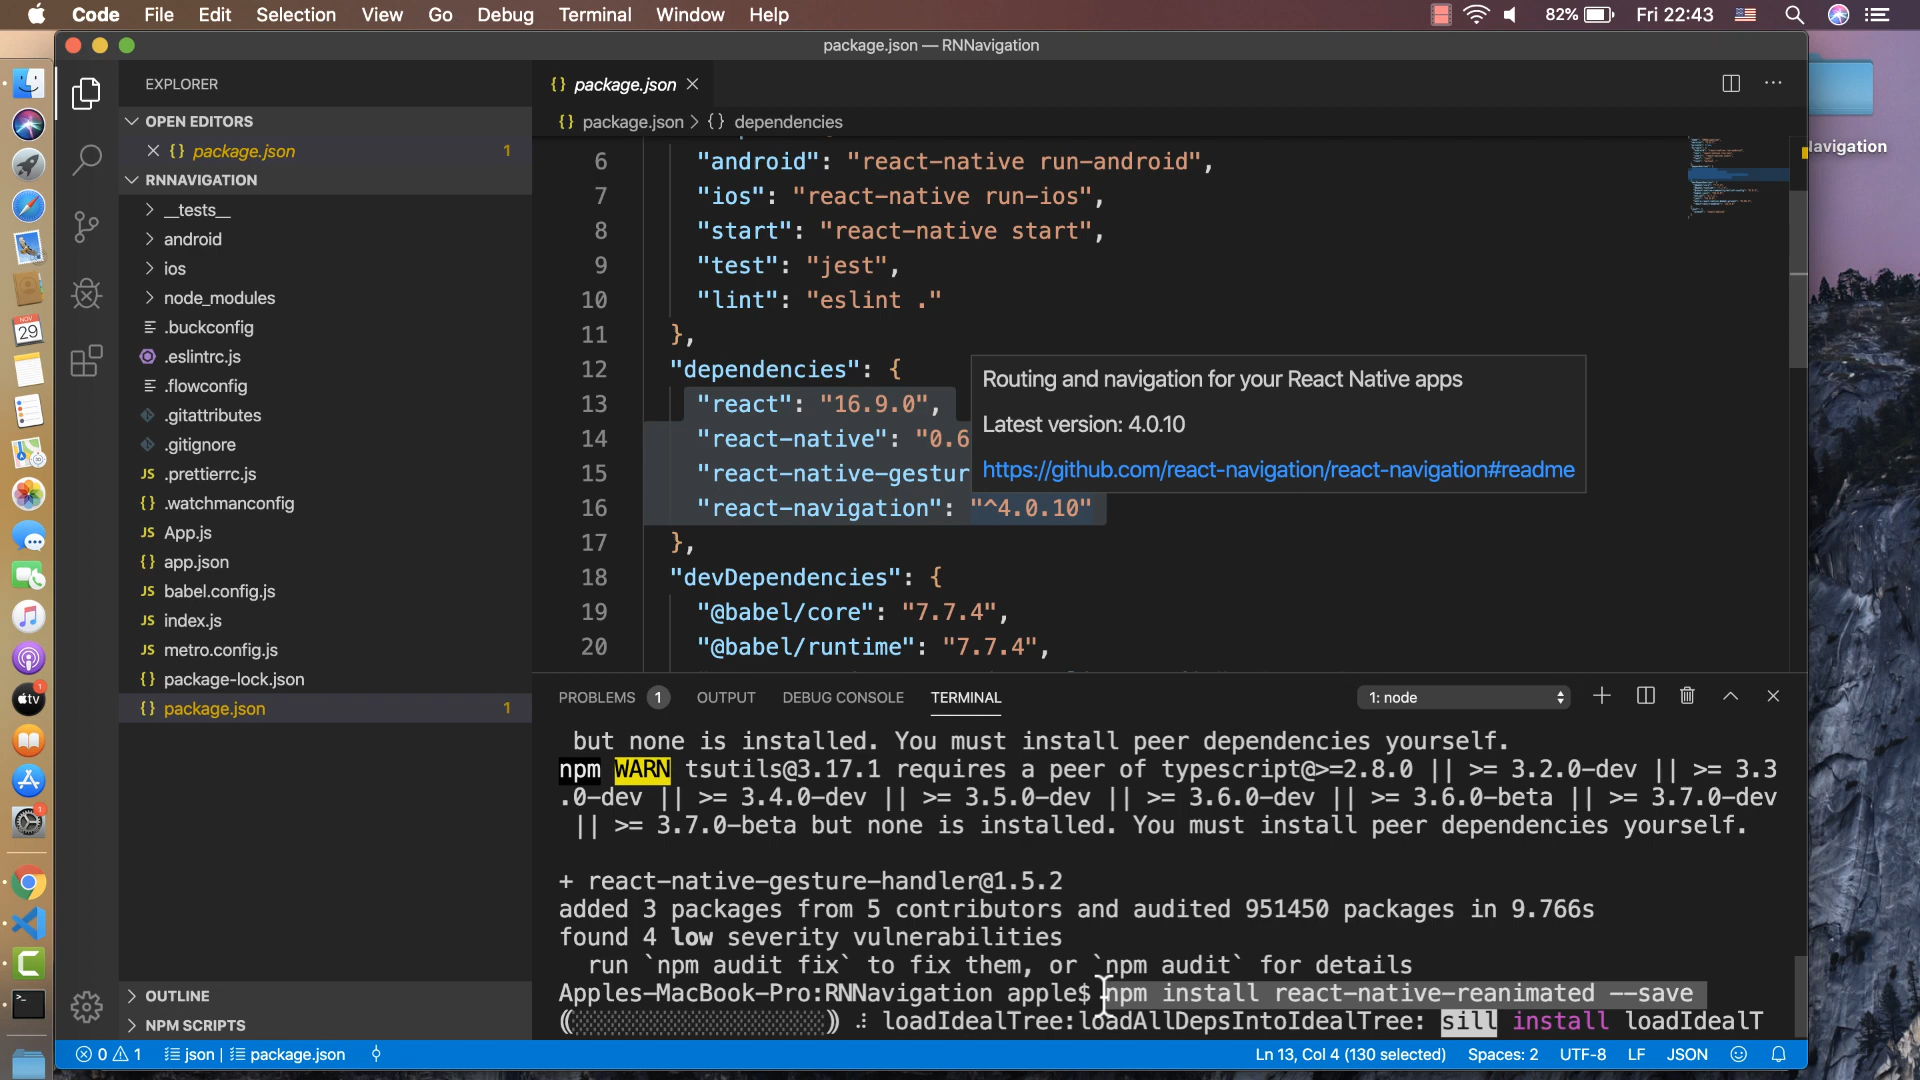 Code File Edit Selection View Go Debug Terminal Window Help 82% Fri 22:43
package.json — RNNavigation
EXPLORER
OPEN EDITORS
package.json 1
RNNAVIGATION
__tests__
android
ios
node_modules
.buckconfig
.eslintrc.js
.flowconfig
.gitattributes
.gitignore
JS .prettierrc.js
{} .watchmanconfig
JS App.js
{} app.json
JS babel.config.js
JS index.js
JS metro.config.js
{} package-lock.json
{} package.json 1
OUTLINE
NPM SCRIPTS
{} package.json
{} package.json > {} dependencies
6 "android": "react-native run-android",
7 "ios": "react-native run-ios",
8 "start": "react-native start",
9 "test": "jest",
10 "lint": "eslint ."
11 },
12 "dependencies": {
13 "react": "16.9.0",
14 "react-native": "0.6
15 "react-native-gestur
16 "react-navigation": "^4.0.10"
17 },
18 "devDependencies": {
19 "@babel/core": "7.7.4",
20 "@babel/runtime": "7.7.4",
Routing and navigation for your React Native apps
Latest version: 4.0.10
https://github.com/react-navigation/react-navigation#readme
PROBLEMS 1 OUTPUT DEBUG CONSOLE TERMINAL 1: node
but none is installed. You must install peer dependencies yourself.
npm WARN tsutils@3.17.1 requires a peer of typescript@>=2.8.0 || >= 3.2.0-dev || >= 3.3
.0-dev || >= 3.4.0-dev || >= 3.5.0-dev || >= 3.6.0-dev || >= 3.6.0-beta || >= 3.7.0-dev
|| >= 3.7.0-beta but none is installed. You must install peer dependencies yourself.
+ react-native-gesture-handler@1.5.2
added 3 packages from 5 contributors and audited 951450 packages in 9.766s
found 4 low severity vulnerabilities
run `npm audit fix` to fix them, or `npm audit` for details
Apples-MacBook-Pro:RNNavigation apple$ npm install react-native-reanimated --save
loadIdealTree:loadAllDepsIntoIdealTree: sill install loadIdealT
0 1 json | package.json Ln 13, Col 4 (130 selected) Spaces: 2 UTF-8 LF JSON
avigation
NOV
29
tv
1
1